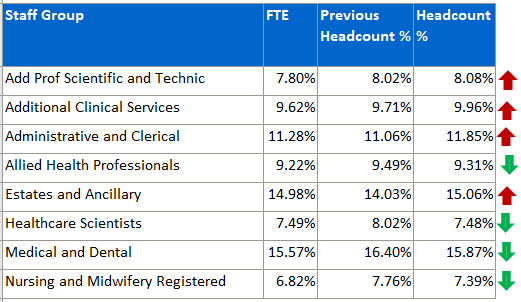 Staff Group FTE Previous Headcount
Headcount % %
Add Prof Scientific and Technic 7.80% 8.02% 8.08%
Additional Clinical Services 9.62% 9.71% 9.96%
Administrative and Clerical 11.28% 11.06% 11.85%
Allied Health Professionals 9.22% 9.49% 9.31%
Estates and Ancillary 14.98% 14.03% 15.06%
Healthcare Scientists 7.49% 8.02% 7.48%
Medical and Dental 15.57% 16.40% 15.87%
Nursing and Midwifery Registered 6.82% 7.76% 7.39%